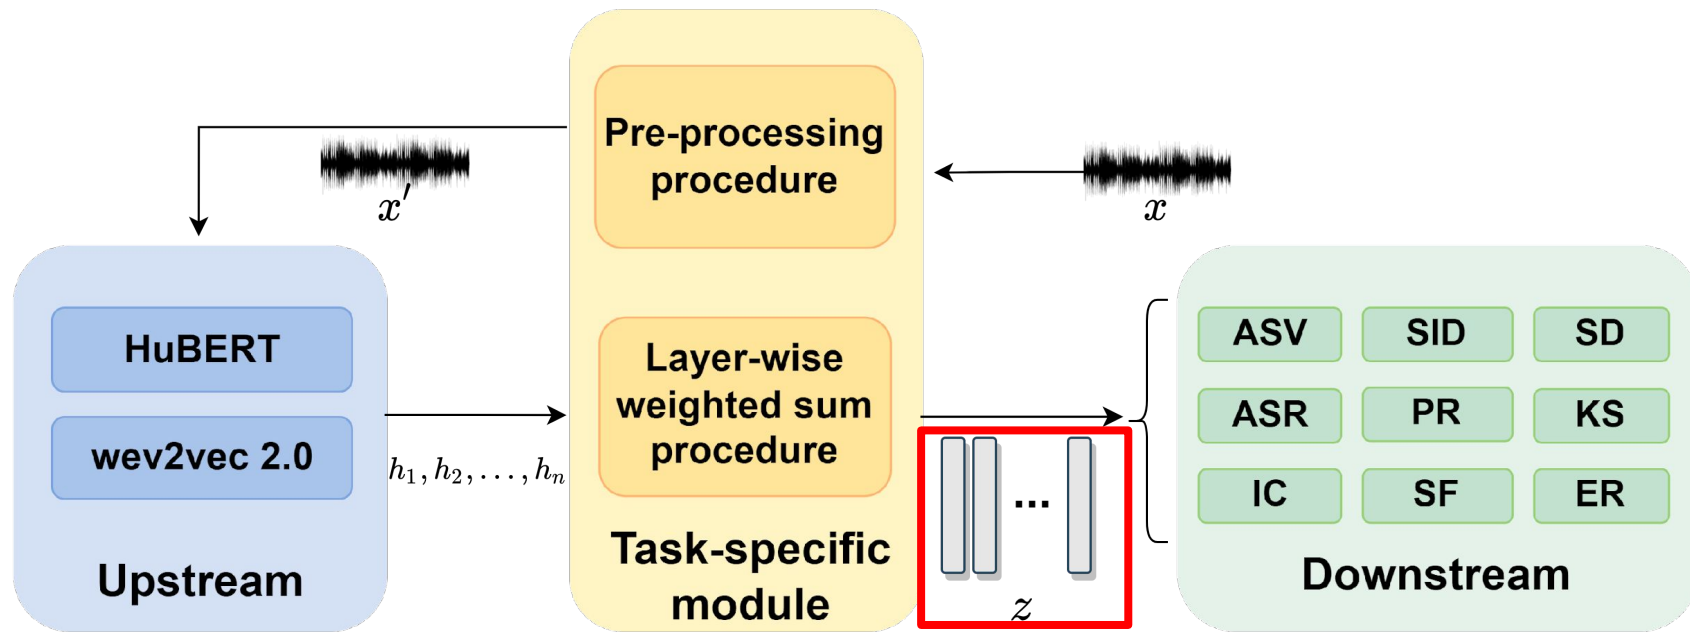 Pre-processing
procedure
x′
x
HuBERT
wev2vec 2.0
Upstream
h₁, h₂, ..., hₙ
Layer-wise
weighted sum
procedure
Task-specific
module
...
z
ASV SID SD
ASR PR KS
IC SF ER
Downstream